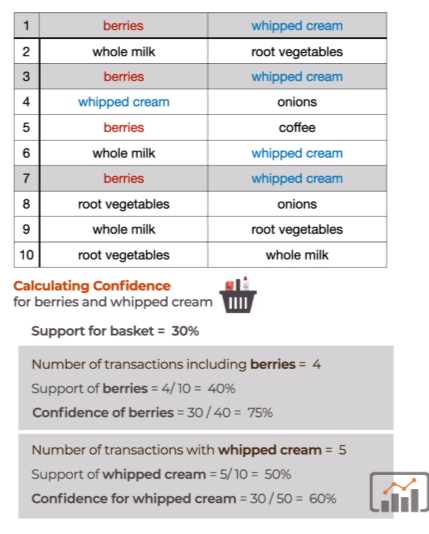 1 berries whipped cream
2 whole milk root vegetables
3 berries whipped cream
4 whipped cream onions
5 berries coffee
6 whole milk whipped cream
7 berries whipped cream
8 root vegetables onions
9 whole milk root vegetables
10 root vegetables whole milk
Calculating Confidence
for berries and whipped cream
Support for basket = 30%
Number of transactions including berries = 4
Support of berries = 4/10 = 40%
Confidence of berries = 30 / 40 = 75%
Number of transactions with whipped cream = 5
Support of whipped cream = 5/10 = 50%
Confidence for whipped cream = 30 / 50 = 60%